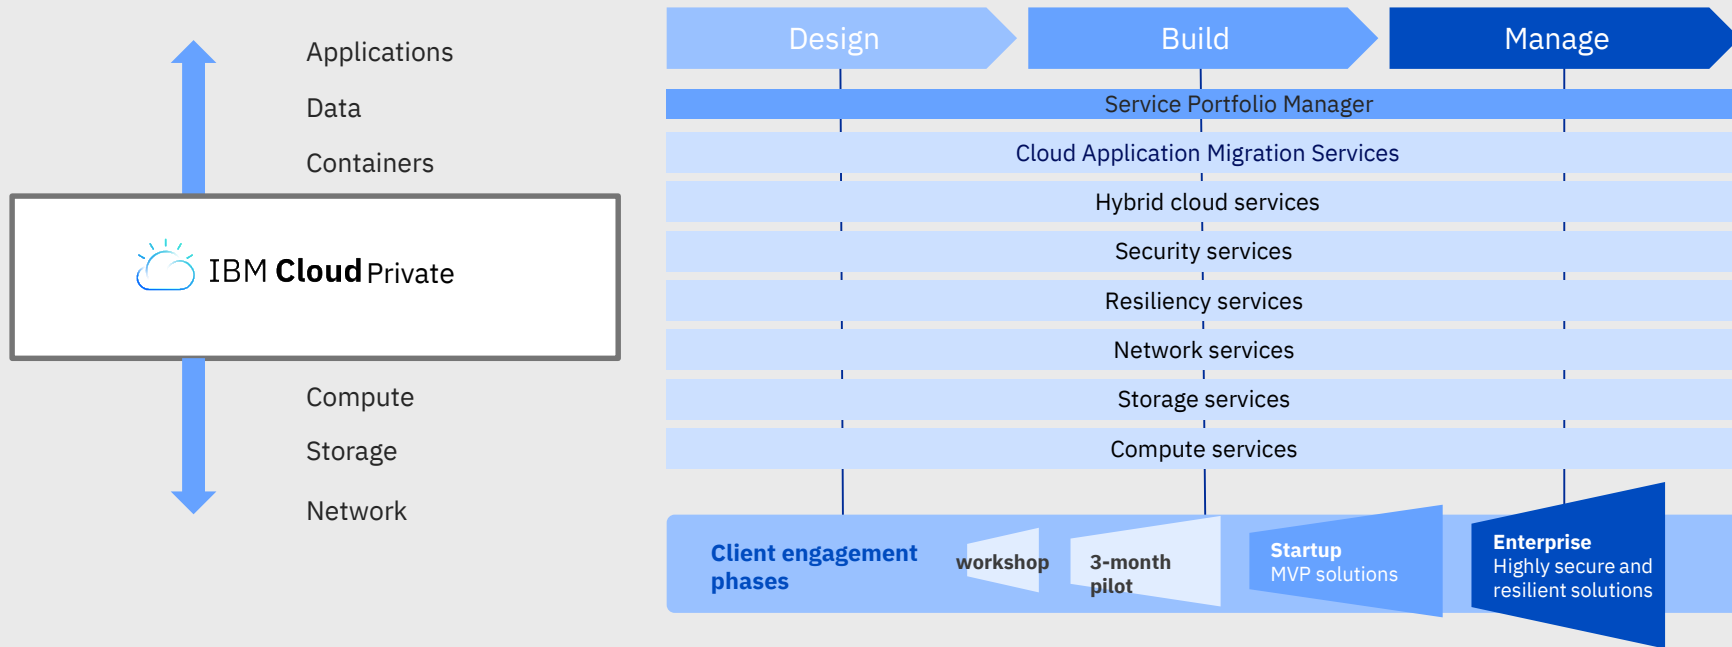 Applications
Data
Containers
IBM Cloud Private
Compute
Storage
Network
Design
Build
Manage
Service Portfolio Manager
Cloud Application Migration Services
Hybrid cloud services
Security services
Resiliency services
Network services
Storage services
Compute services
Client engagement
phases
workshop
3-month
pilot
Startup
MVP solutions
Enterprise
Highly secure and
resilient solutions